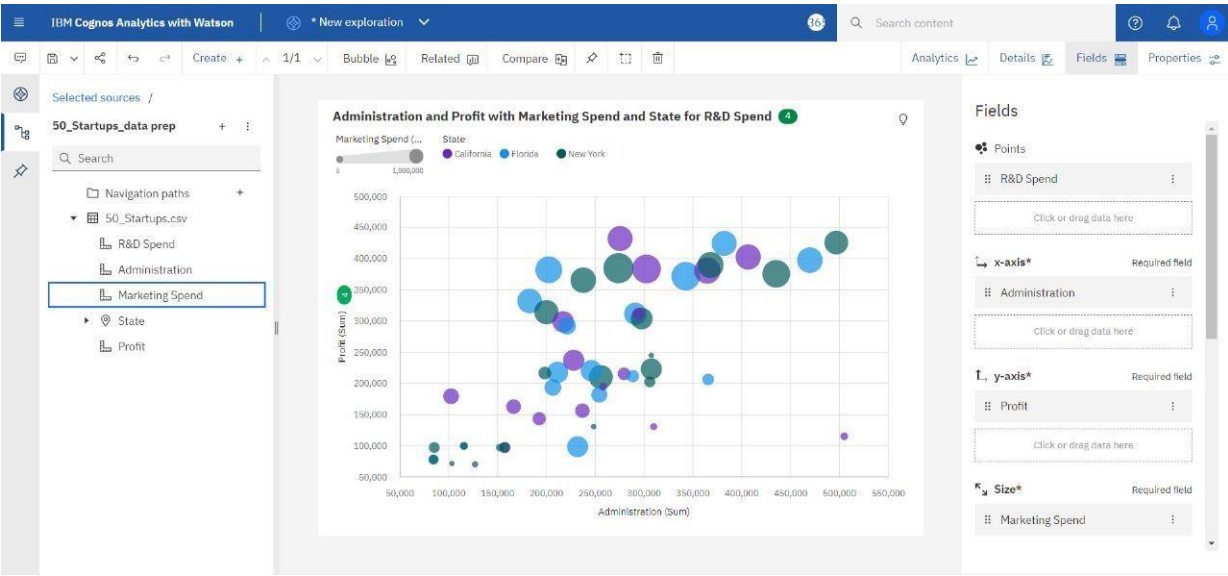 IBM Cognos Analytics with Watson
* New exploration
Search content
Create +
1/1
Bubble
Related
Compare
Analytics
Details
Fields
Properties
Selected sources /
50_Startups_data prep
Search
Navigation paths
50_Startups.csv
R&D Spend
Administration
Marketing Spend
State
Profit
Administration and Profit with Marketing Spend and State for R&D Spend 4
Marketing Spend (...
0
1,000,000
State
California
Florida
New York
500,000
450,000
400,000
350,000
300,000
250,000
200,000
150,000
100,000
50,000
Profit (Sum)
50,000 100,000 150,000 200,000 250,000 300,000 350,000 400,000 450,000 500,000 550,000
Administration (Sum)
Fields
Points
R&D Spend
Click or drag data here
x-axis* Required field
Administration
Click or drag data here
y-axis* Required field
Profit
Click or drag data here
Size* Required field
Marketing Spend